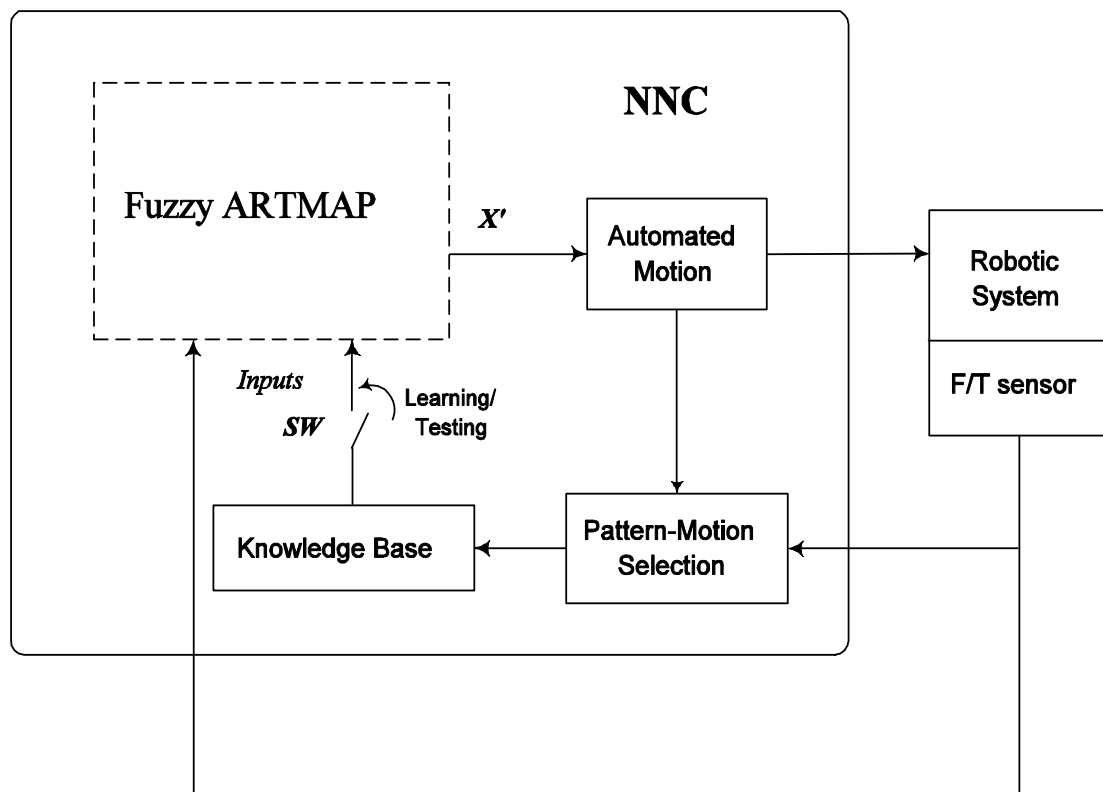 NNC
Fuzzy ARTMAP
X'
Automated
Motion
Robotic
System
F/T sensor
Inputs
SW
Learning/
Testing
Knowledge Base
Pattern-Motion
Selection